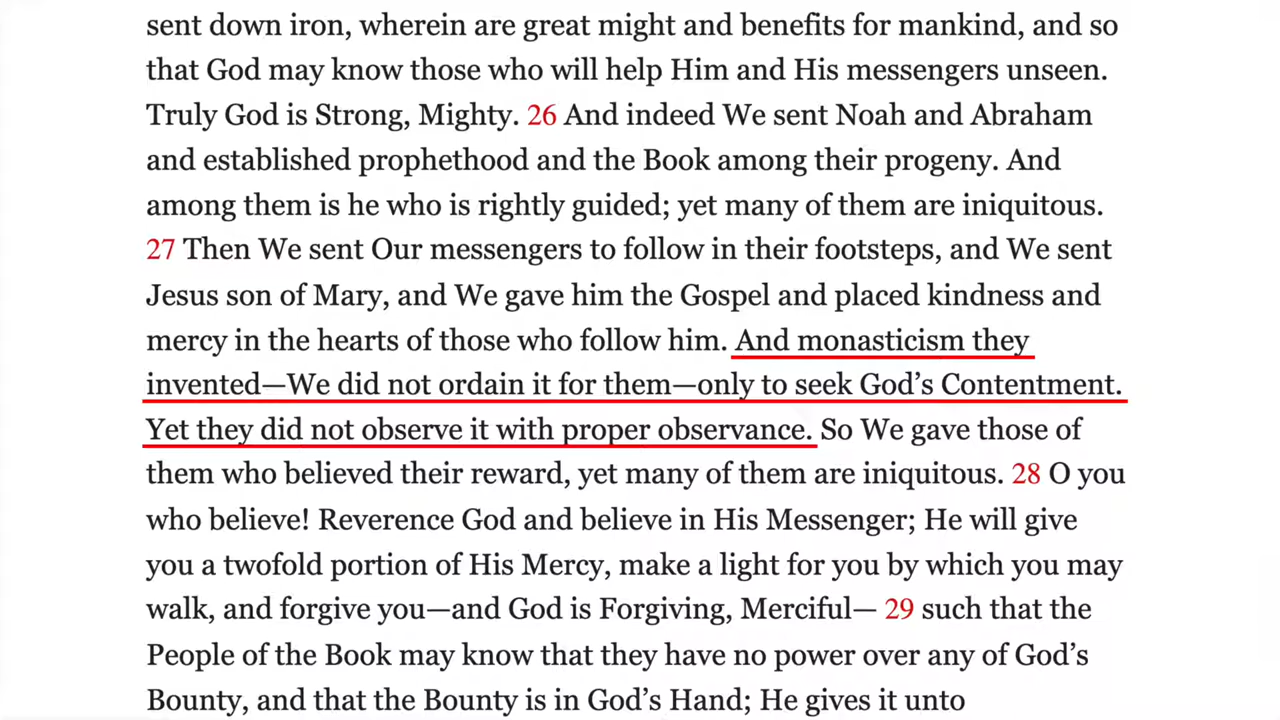 sent down iron, wherein are great might and benefits for mankind, and so
that God may know those who will help Him and His messengers unseen.
Truly God is Strong, Mighty. 26 And indeed We sent Noah and Abraham
and established prophethood and the Book among their progeny. And
among them is he who is rightly guided; yet many of them are iniquitous.
27 Then We sent Our messengers to follow in their footsteps, and We sent
Jesus son of Mary, and We gave him the Gospel and placed kindness and
mercy in the hearts of those who follow him. And monasticism they
invented—We did not ordain it for them—only to seek God’s Contentment.
Yet they did not observe it with proper observance. So We gave those of
them who believed their reward, yet many of them are iniquitous. 28 O you
who believe! Reverence God and believe in His Messenger; He will give
you a twofold portion of His Mercy, make a light for you by which you may
walk, and forgive you—and God is Forgiving, Merciful— 29 such that the
People of the Book may know that they have no power over any of God’s
Bounty, and that the Bounty is in God’s Hand; He gives it unto